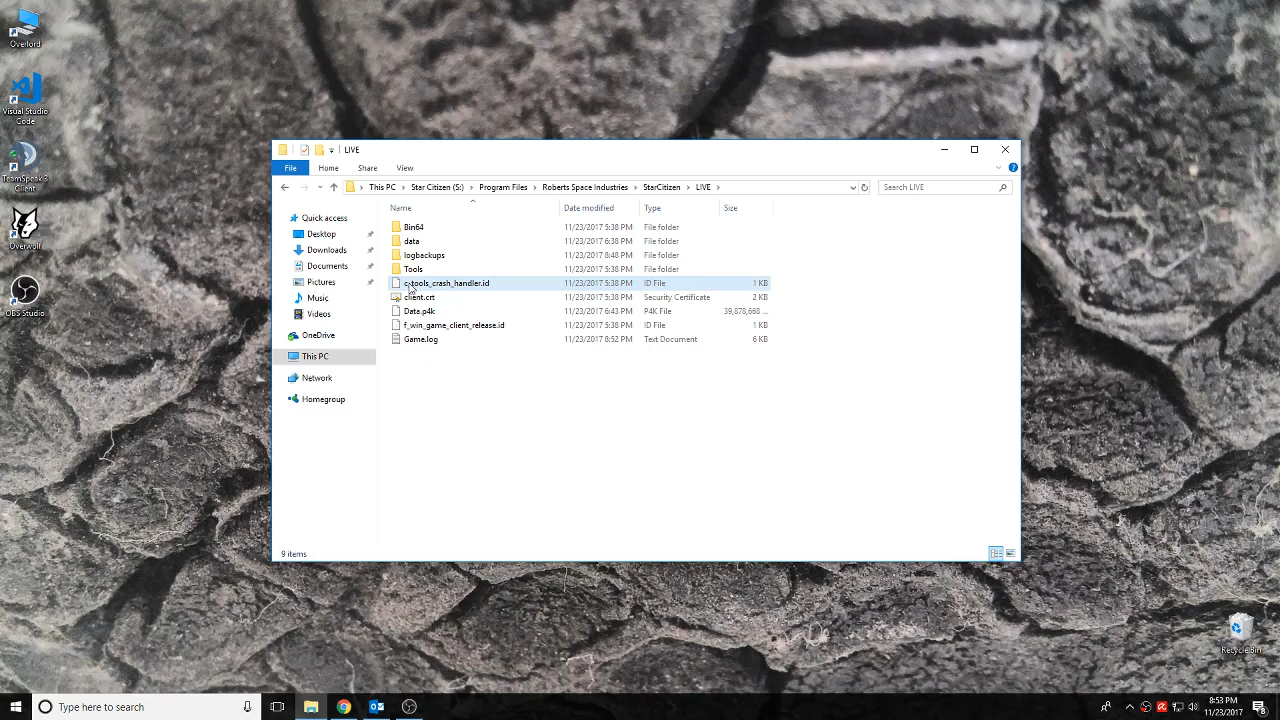 Overlord
Visual Studio
Code
TeamSpeak 3
Client
Overwolf
OBS Studio
LIVE
File Home Share View
This PC Star Citizen (S:) Program Files Roberts Space Industries StarCitizen LIVE
Search LIVE
Name Date modified Type Size
Quick access
Desktop
Downloads
Documents
Pictures
Music
Videos
OneDrive
This PC
Network
Homegroup
Bin64 11/23/2017 5:38 PM File folder
data 11/23/2017 6:38 PM File folder
logbackups 11/23/2017 8:48 PM File folder
Tools 11/23/2017 5:38 PM File folder
c-tools_crash_handler.id 11/23/2017 5:38 PM ID File 1 KB
client.crt 11/23/2017 5:38 PM Security Certificate 2 KB
Data.p4k 11/23/2017 6:43 PM P4K File 39,878,668 ...
f_win_game_client_release.id 11/23/2017 5:38 PM ID File 1 KB
Game.log 11/23/2017 8:52 PM Text Document 6 KB
9 items
Recycle Bin
Type here to search
8:53 PM
11/23/2017
8